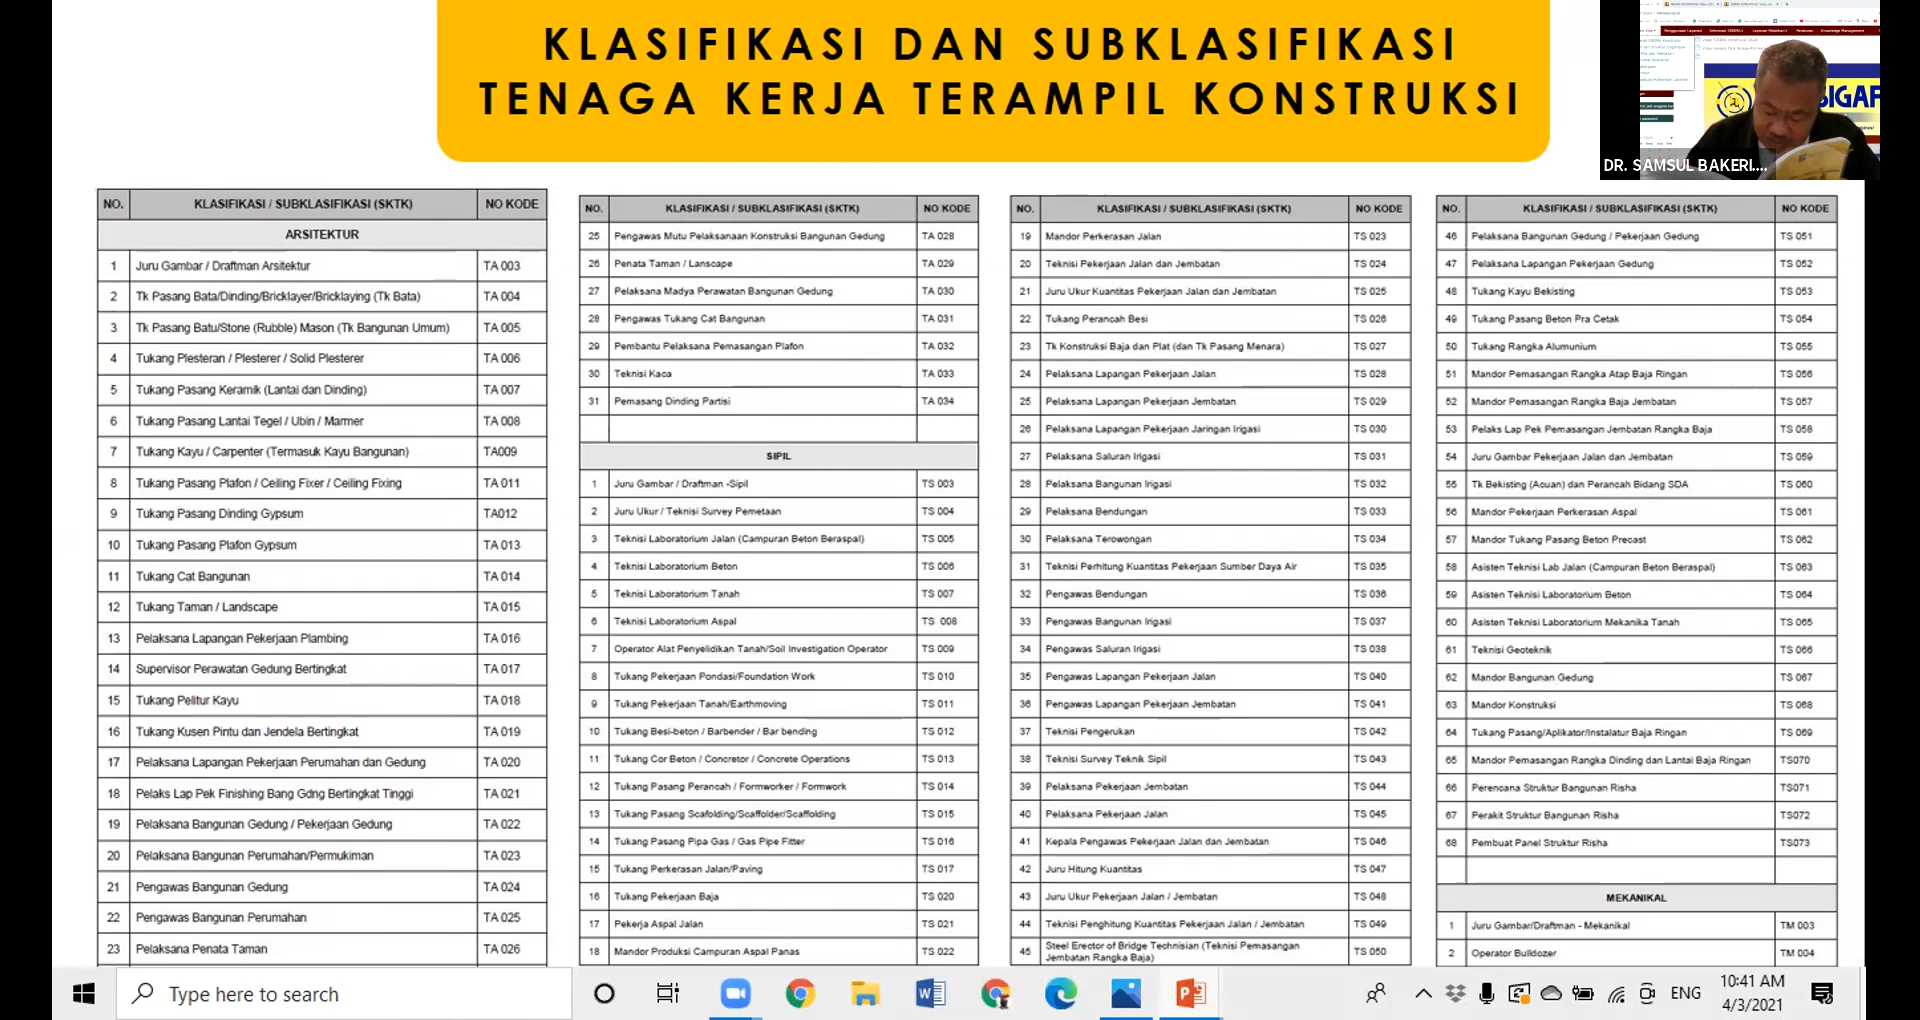 KLASIFIKASI DAN SUBKLASIFIKASI
TENAGA KERJA TERAMPIL KONSTRUKSI
SIGAF
DR. SAMSUL BAKERI....
NO. KLASIFIKASI / SUBKLASIFIKASI (SKTK) NO KODE
ARSITEKTUR
1 Juru Gambar / Draftman Arsitektur TA 003
2 Tk Pasang Bata/Dinding/Bricklayer/Bricklaying (Tk Bata) TA 004
3 Tk Pasang Batu/Stone (Rubble) Mason (Tk Bangunan Umum) TA 005
4 Tukang Plesteran / Plesterer / Solid Plesterer TA 006
5 Tukang Pasang Keramik (Lantai dan Dinding) TA 007
6 Tukang Pasang Lantai Tegel / Ubin / Marmer TA 008
7 Tukang Kayu / Carpenter (Termasuk Kayu Bangunan) TA009
8 Tukang Pasang Plafon / Ceiling Fixer / Ceiling Fixing TA 011
9 Tukang Pasang Dinding Gypsum TA012
10 Tukang Pasang Plafon Gypsum TA 013
11 Tukang Cat Bangunan TA 014
12 Tukang Taman / Landscape TA 015
13 Pelaksana Lapangan Pekerjaan Plambing TA 016
14 Supervisor Perawatan Gedung Bertingkat TA 017
15 Tukang Pelitur Kayu TA 018
16 Tukang Kusen Pintu dan Jendela Bertingkat TA 019
17 Pelaksana Lapangan Pekerjaan Perumahan dan Gedung TA 020
18 Pelaks Lap Pek Finishing Bang Gdng Bertingkat Tinggi TA 021
19 Pelaksana Bangunan Gedung / Pekerjaan Gedung TA 022
20 Pelaksana Bangunan Perumahan/Permukiman TA 023
21 Pengawas Bangunan Gedung TA 024
22 Pengawas Bangunan Perumahan TA 025
23 Pelaksana Penata Taman TA 026
NO. KLASIFIKASI / SUBKLASIFIKASI (SKTK) NO KODE
25 Pengawas Mutu Pelaksanaan Konstruksi Bangunan Gedung TA 028
26 Penata Taman / Lanscape TA 029
27 Pelaksana Madya Perawatan Bangunan Gedung TA 030
28 Pengawas Tukang Cat Bangunan TA 031
29 Pembantu Pelaksana Pemasangan Plafon TA 032
30 Teknisi Kaca TA 033
31 Pemasang Dinding Partisi TA 034
SIPIL
1 Juru Gambar / Draftman -Sipil TS 003
2 Juru Ukur / Teknisi Survey Pemetaan TS 004
3 Teknisi Laboratorium Jalan (Campuran Beton Beraspal) TS 005
4 Teknisi Laboratorium Beton TS 006
5 Teknisi Laboratorium Tanah TS 007
6 Teknisi Laboratorium Aspal TS 008
7 Operator Alat Penyelidikan Tanah/Soil Investigation Operator TS 009
8 Tukang Pekerjaan Pondasi/Foundation Work TS 010
9 Tukang Pekerjaan Tanah/Earthmoving TS 011
10 Tukang Besi-beton / Barbender / Bar bending TS 012
11 Tukang Cor Beton / Concretor / Concrete Operations TS 013
12 Tukang Pasang Perancah / Formworker / Formwork TS 014
13 Tukang Pasang Scafolding/Scaffolder/Scaffolding TS 015
14 Tukang Pasang Pipa Gas / Gas Pipe Fitter TS 016
15 Tukang Perkerasan Jalan/Paving TS 017
16 Tukang Pekerjaan Baja TS 020
17 Pekerja Aspal Jalan TS 021
18 Mandor Produksi Campuran Aspal Panas TS 022
NO. KLASIFIKASI / SUBKLASIFIKASI (SKTK) NO KODE
19 Mandor Perkerasan Jalan TS 023
20 Teknisi Pekerjaan Jalan dan Jembatan TS 024
21 Juru Ukur Kuantitas Pekerjaan Jalan dan Jembatan TS 025
22 Tukang Perancah Besi TS 026
23 Tk Konstruksi Baja dan Plat (dan Tk Pasang Menara) TS 027
24 Pelaksana Lapangan Pekerjaan Jalan TS 028
25 Pelaksana Lapangan Pekerjaan Jembatan TS 029
26 Pelaksana Lapangan Pekerjaan Jaringan Irigasi TS 030
27 Pelaksana Saluran Irigasi TS 031
28 Pelaksana Bangunan Irigasi TS 032
29 Pelaksana Bendungan TS 033
30 Pelaksana Terowongan TS 034
31 Teknisi Perhitung Kuantitas Pekerjaan Sumber Daya Air TS 035
32 Pengawas Bendungan TS 036
33 Pengawas Bangunan Irigasi TS 037
34 Pengawas Saluran Irigasi TS 038
35 Pengawas Lapangan Pekerjaan Jalan TS 040
36 Pengawas Lapangan Pekerjaan Jembatan TS 041
37 Teknisi Pengerukan TS 042
38 Teknisi Survey Teknik Sipil TS 043
39 Pelaksana Pekerjaan Jembatan TS 044
40 Pelaksana Pekerjaan Jalan TS 045
41 Kepala Pengawas Pekerjaan Jalan dan Jembatan TS 046
42 Juru Hitung Kuantitas TS 047
43 Juru Ukur Pekerjaan Jalan / Jembatan TS 048
44 Teknisi Penghitung Kuantitas Pekerjaan Jalan / Jembatan TS 049
45 Steel Erector of Bridge Technisian (Teknisi Pemasangan Jembatan Rangka Baja) TS 050
NO. KLASIFIKASI / SUBKLASIFIKASI (SKTK) NO KODE
46 Pelaksana Bangunan Gedung / Pekerjaan Gedung TS 051
47 Pelaksana Lapangan Pekerjaan Gedung TS 052
48 Tukang Kayu Bekisting TS 053
49 Tukang Pasang Beton Pra Cetak TS 054
50 Tukang Rangka Alumunium TS 055
51 Mandor Pemasangan Rangka Atap Baja Ringan TS 056
52 Mandor Pemasangan Rangka Baja Jembatan TS 057
53 Pelaks Lap Pek Pemasangan Jembatan Rangka Baja TS 058
54 Juru Gambar Pekerjaan Jalan dan Jembatan TS 059
55 Tk Bekisting (Acuan) dan Perancah Bidang SDA TS 060
56 Mandor Pekerjaan Perkerasan Aspal TS 061
57 Mandor Tukang Pasang Beton Precast TS 062
58 Asisten Teknisi Lab Jalan (Campuran Beton Beraspal) TS 063
59 Asisten Teknisi Laboratorium Beton TS 064
60 Asisten Teknisi Laboratorium Mekanika Tanah TS 065
61 Teknisi Geoteknik TS 066
62 Mandor Bangunan Gedung TS 067
63 Mandor Konstruksi TS 068
64 Tukang Pasang/Aplikator/Instalatur Baja Ringan TS 069
65 Mandor Pemasangan Rangka Dinding dan Lantai Baja Ringan TS070
66 Perencana Struktur Bangunan Risha TS071
67 Perakit Struktur Bangunan Risha TS072
68 Pembuat Panel Struktur Risha TS073
MEKANIKAL
1 Juru Gambar/Draftman - Mekanikal TM 003
2 Operator Bulldozer TM 004
Type here to search
ENG
10:41 AM
4/3/2021